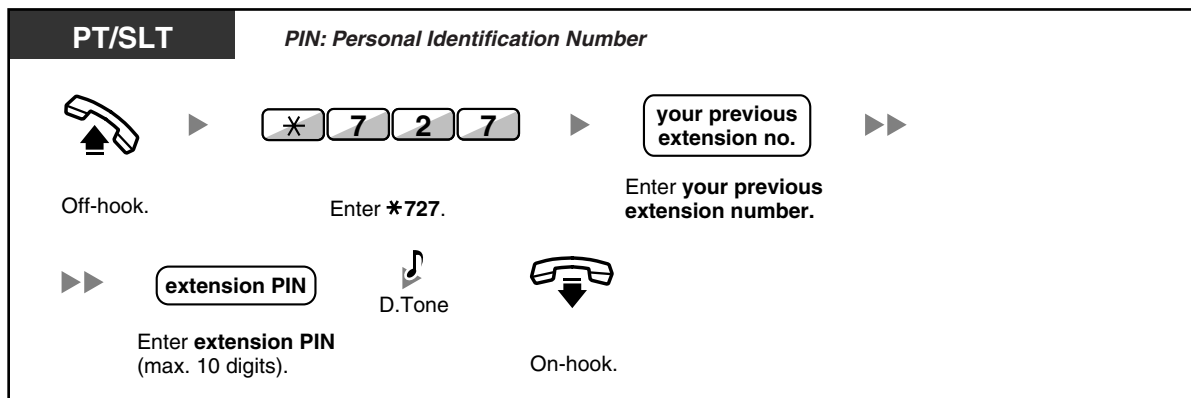 PT/SLT
PIN: Personal Identification Number
* 7 2 7
your previous
extension no.
Off-hook.
Enter *727.
Enter your previous
extension number.
extension PIN
D.Tone
Enter extension PIN
(max. 10 digits).
On-hook.